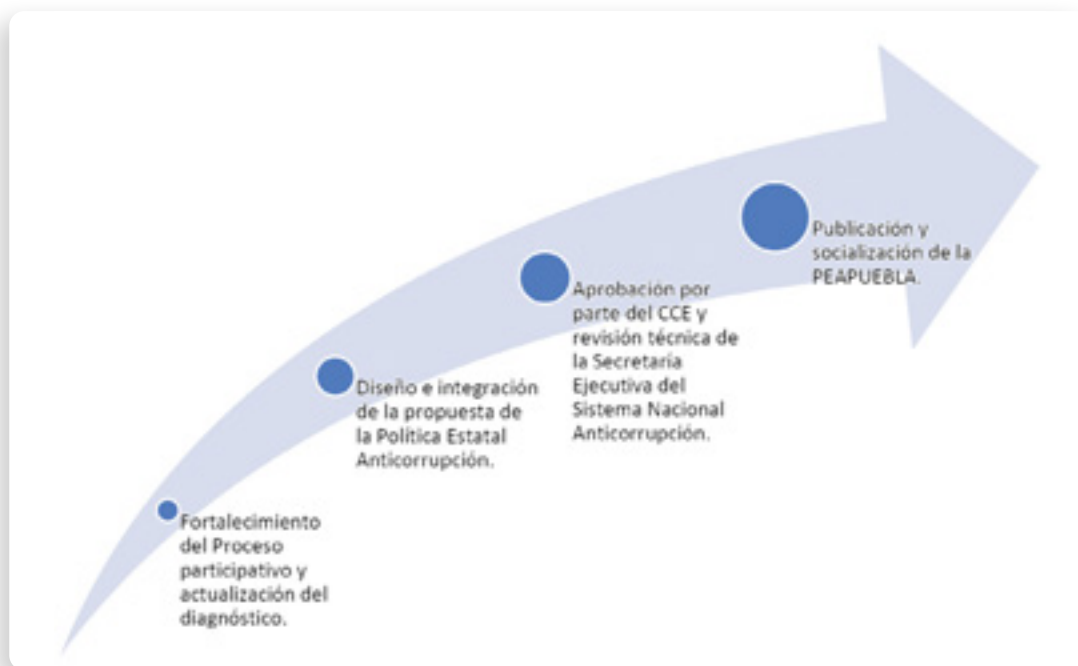 Fortalecimiento
del Proceso
participativo y
actualización del
diagnóstico.
Diseño e integración
de la propuesta de
la Política Estatal
Anticorrupción.
Aprobación por
parte del CCE y
revisión técnica de
la Secretaría
Ejecutiva del
Sistema Nacional
Anticorrupción.
Publicación y
socialización de la
PEAPUEBLA.